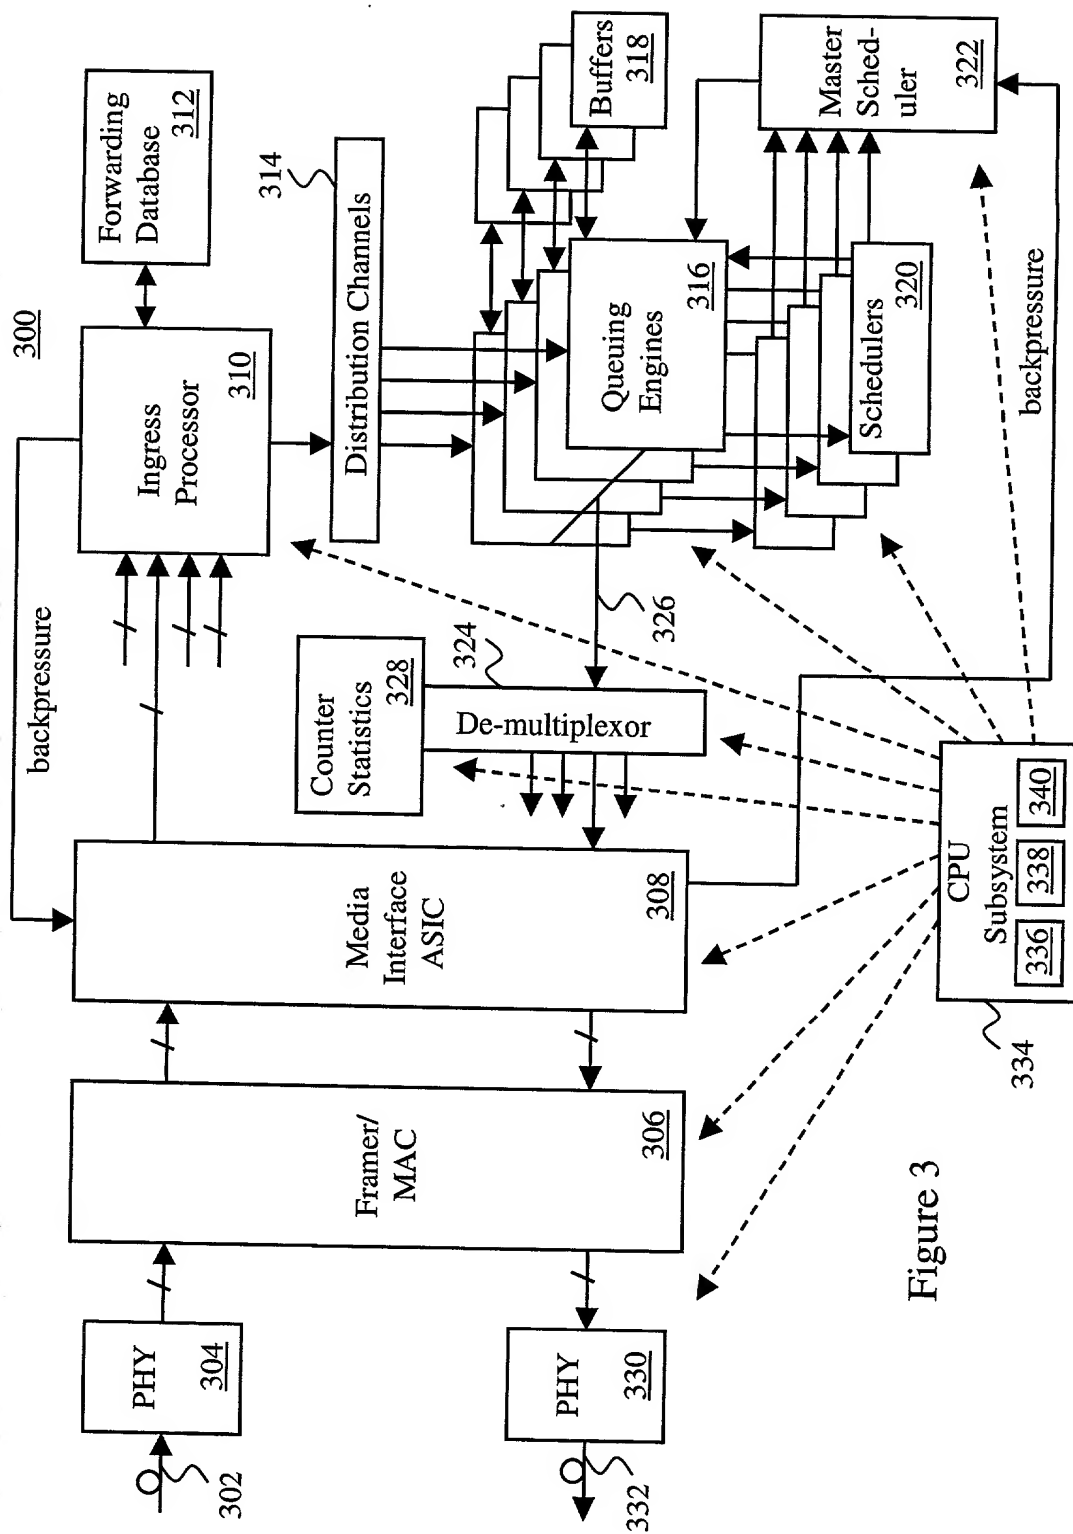 300
backpressure
Ingress
Processor
310
Forwarding
Database
312
Distribution Channels
314
Buffers
318
Queuing
Engines
316
Schedulers
320
Master
Sched-
uler
322
backpressure
326
324
De-multiplexor
Counter
Statistics
328
Media
Interface
ASIC
308
Framer/
MAC
306
PHY
304
302
PHY
330
332
CPU
Subsystem
336
338
340
334
Figure 3